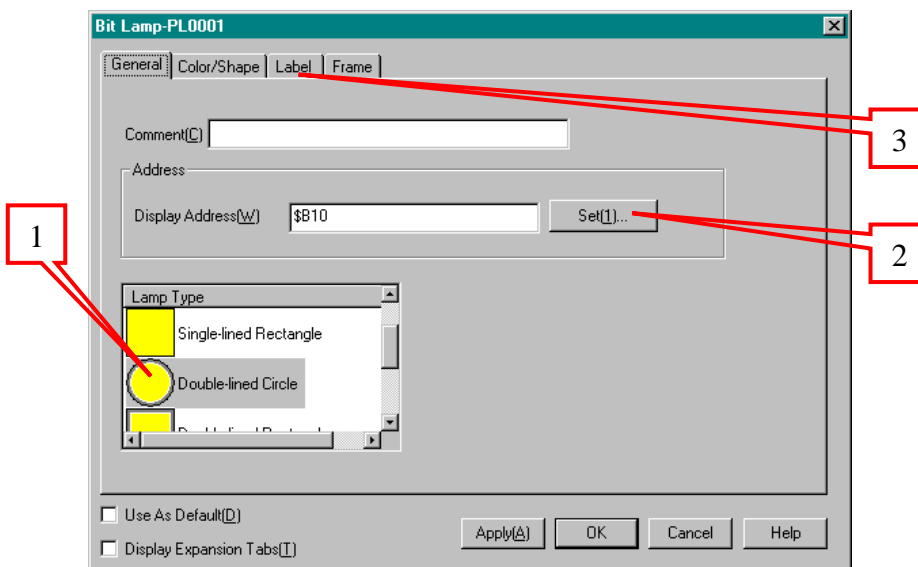 Bit Lamp-PL0001
General Color/Shape Label Frame
3
Comment(C)
Address
Display Address(W) $B10 Set(1)...
1
2
Lamp Type
Single-lined Rectangle
Double-lined Circle
Use As Default(D)
Display Expansion Tabs(T)
Apply(A) OK Cancel Help